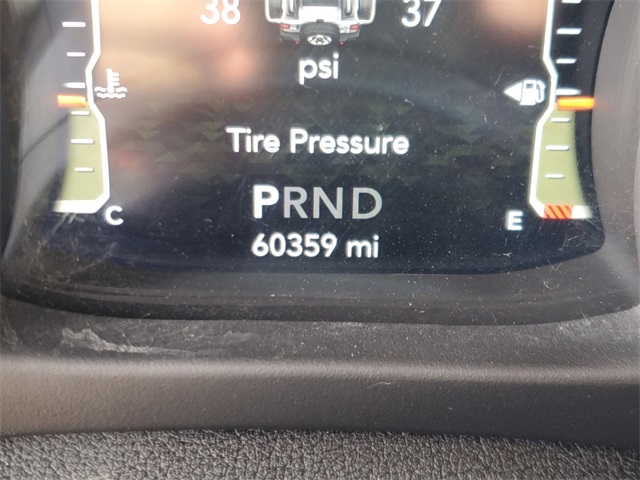 38 37
psi
Tire Pressure
PRND
C E
60359 mi